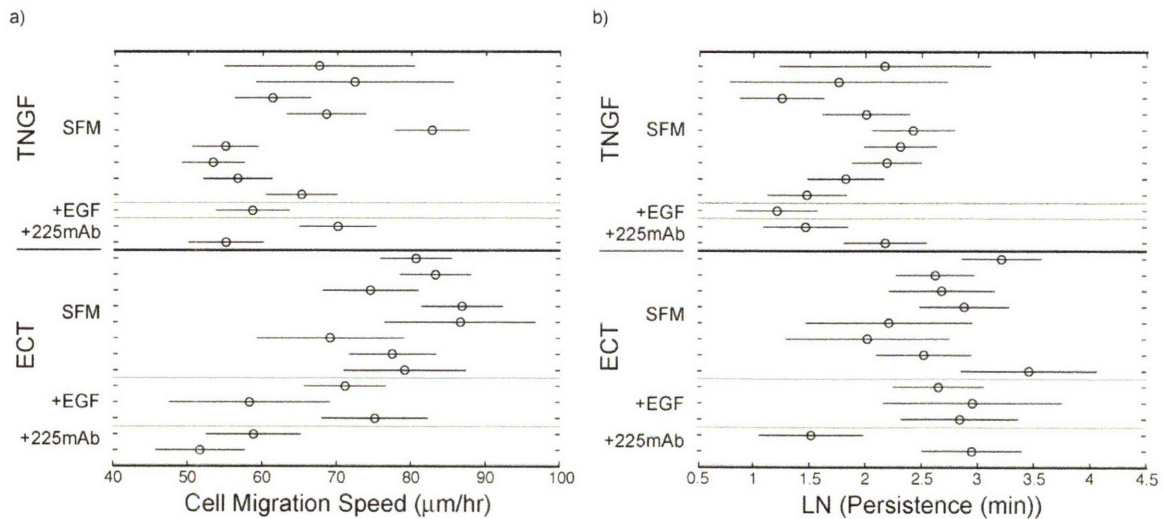 a)
TNGF
SFM
+EGF
+225mAb
ECT
SFM
+EGF
+225mAb
40 50 60 70 80 90 100
Cell Migration Speed (μm/hr)
b)
TNGF
SFM
+EGF
+225mAb
ECT
SFM
+EGF
+225mAb
0.5 1 1.5 2 2.5 3 3.5 4 4.5
LN (Persistence (min))